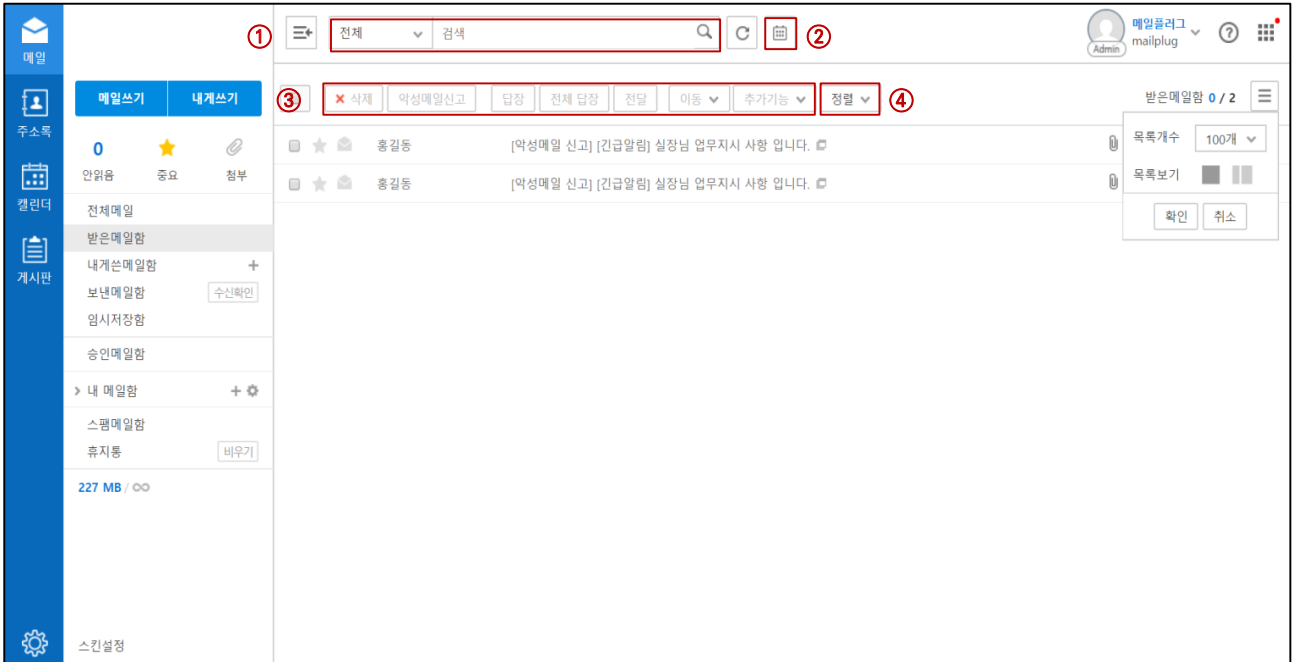 메일
주소록
캘린더
게시판
메일쓰기 내게쓰기
0
안읽음 중요 첨부
전체메일
받은메일함
내게쓴메일함
보낸메일함 수신확인
임시저장함
승인메일함
내 메일함
스팸메일함
휴지통 비우기
227 MB / ∞
스킨설정
① 전체 검색 ②
메일플러그
Admin mailplug
③ 삭제 악성메일신고 답장 전체 답장 전달 이동 추가기능 정렬 ④ 받은메일함 0 / 2
홍길동 [악성메일 신고] [긴급알림] 실장님 업무지시 사항 입니다.
홍길동 [악성메일 신고] [긴급알림] 실장님 업무지시 사항 입니다.
목록개수 100개
목록보기
확인 취소